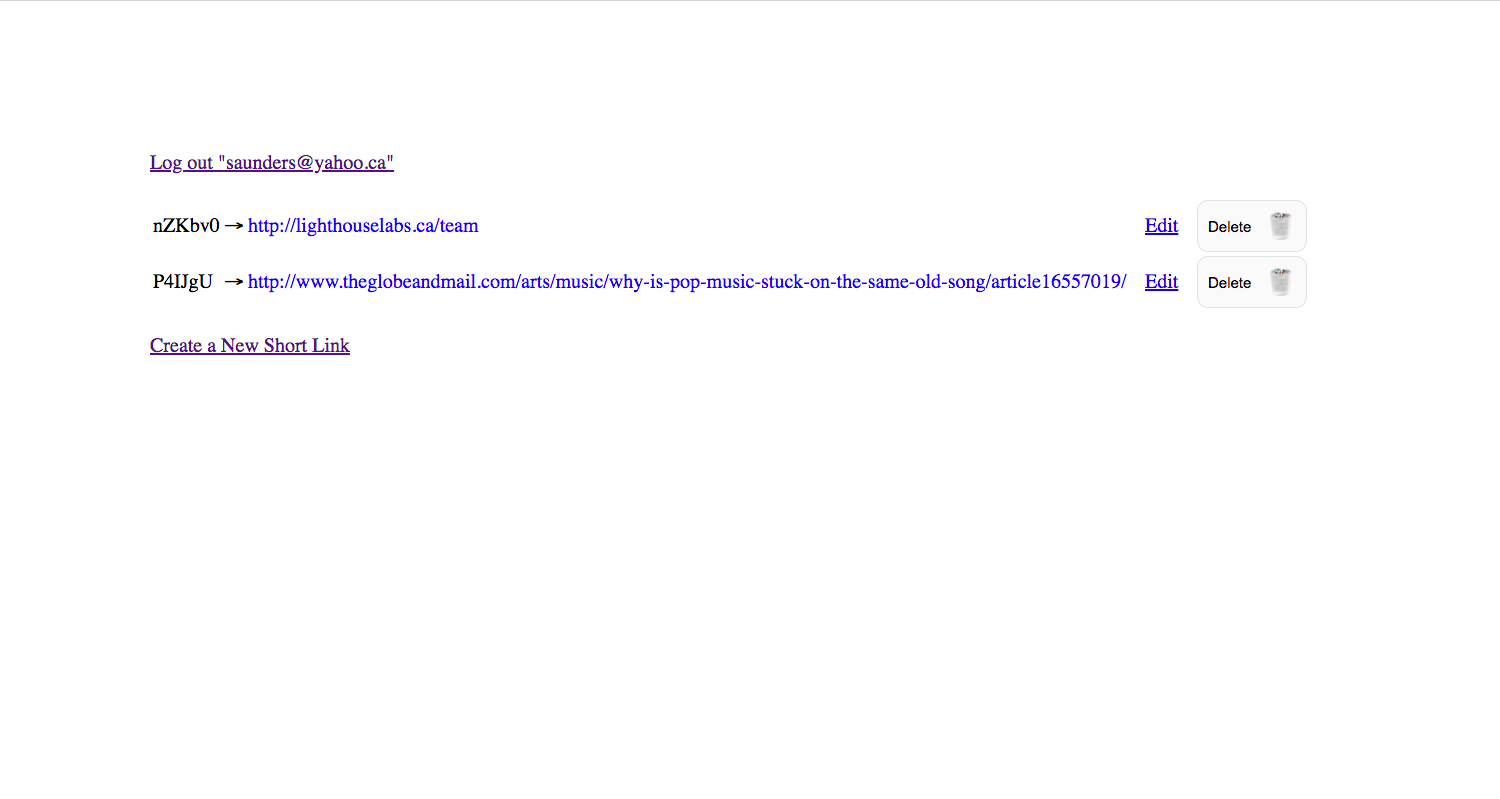 Log out "saunders@yahoo.ca"
nZKbv0 → http://lighthouselabs.ca/team Edit Delete
P4IJgU → http://www.theglobeandmail.com/arts/music/why-is-pop-music-stuck-on-the-same-old-song/article16557019/ Edit Delete
Create a New Short Link